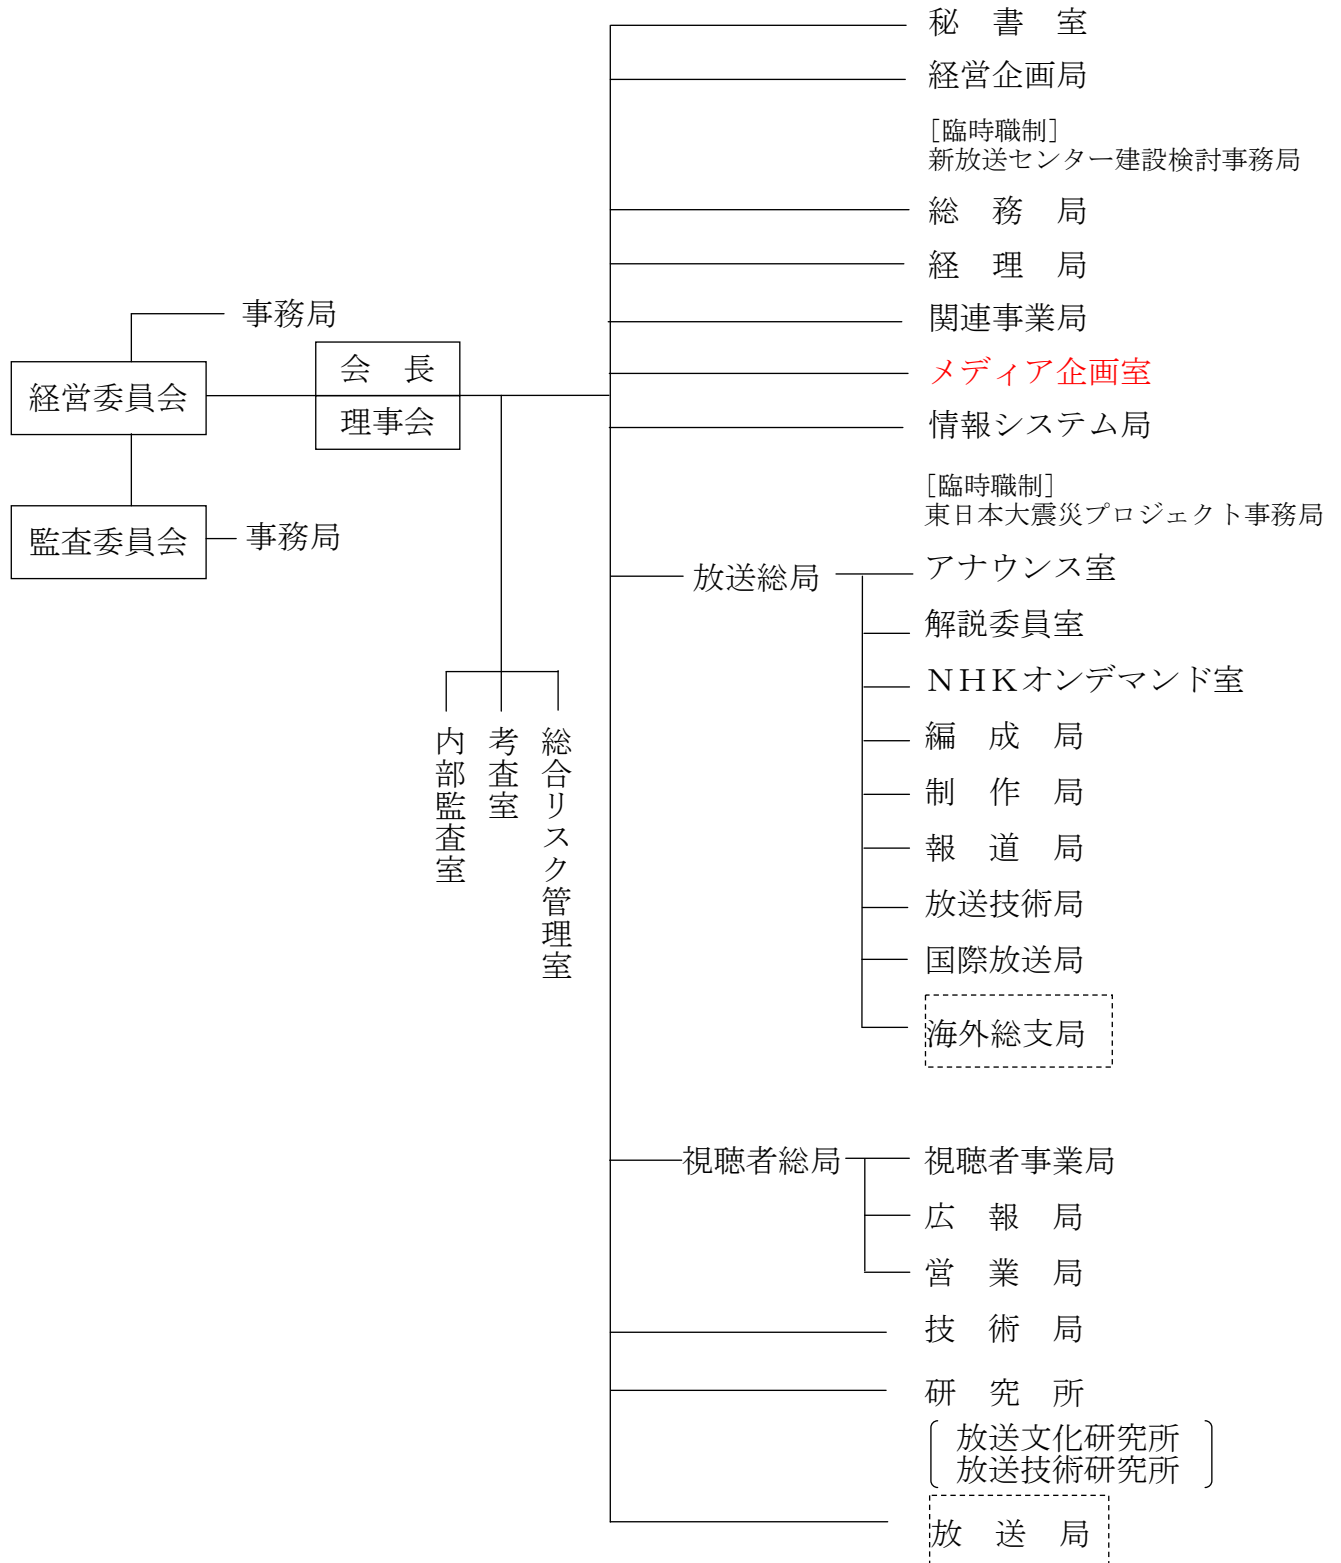 秘　書　室
経営企画局
［臨時職制］
新放送センター建設検討事務局
総　務　局
経　理　局
関連事業局
メディア企画室
情報システム局
［臨時職制］
東日本大震災プロジェクト事務局
事務局
経営委員会
会　長
理事会
監査委員会
事務局
内部監査室
考査室
総合リスク管理室
放送総局
アナウンス室
解説委員室
ＮＨＫオンデマンド室
編　成　局
制　作　局
報　道　局
放送技術局
国際放送局
海外総支局
視聴者総局
視聴者事業局
広　報　局
営　業　局
技　術　局
研　究　所
放送文化研究所
放送技術研究所
放　送　局